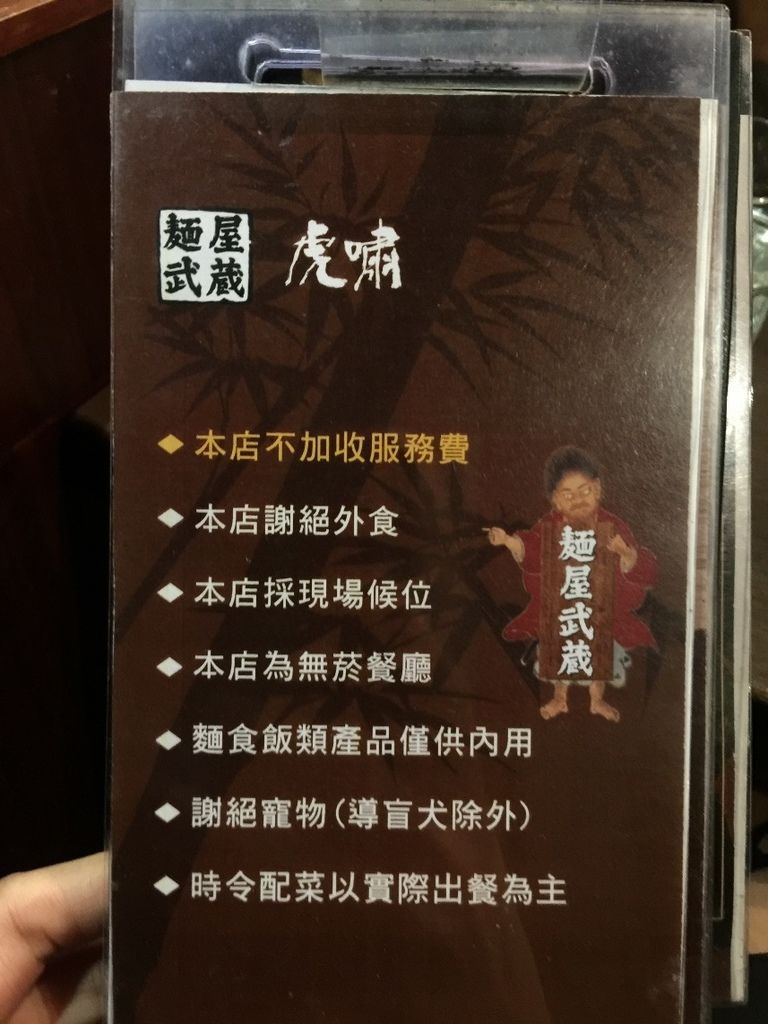 麵屋
武蔵
虎嘯
本店不加收服務費
本店謝絕外食
本店採現場候位
本店為無菸餐廳
麵食飯類產品僅供內用
謝絕寵物(導盲犬除外)
時令配菜以實際出餐為主
麵屋武蔵